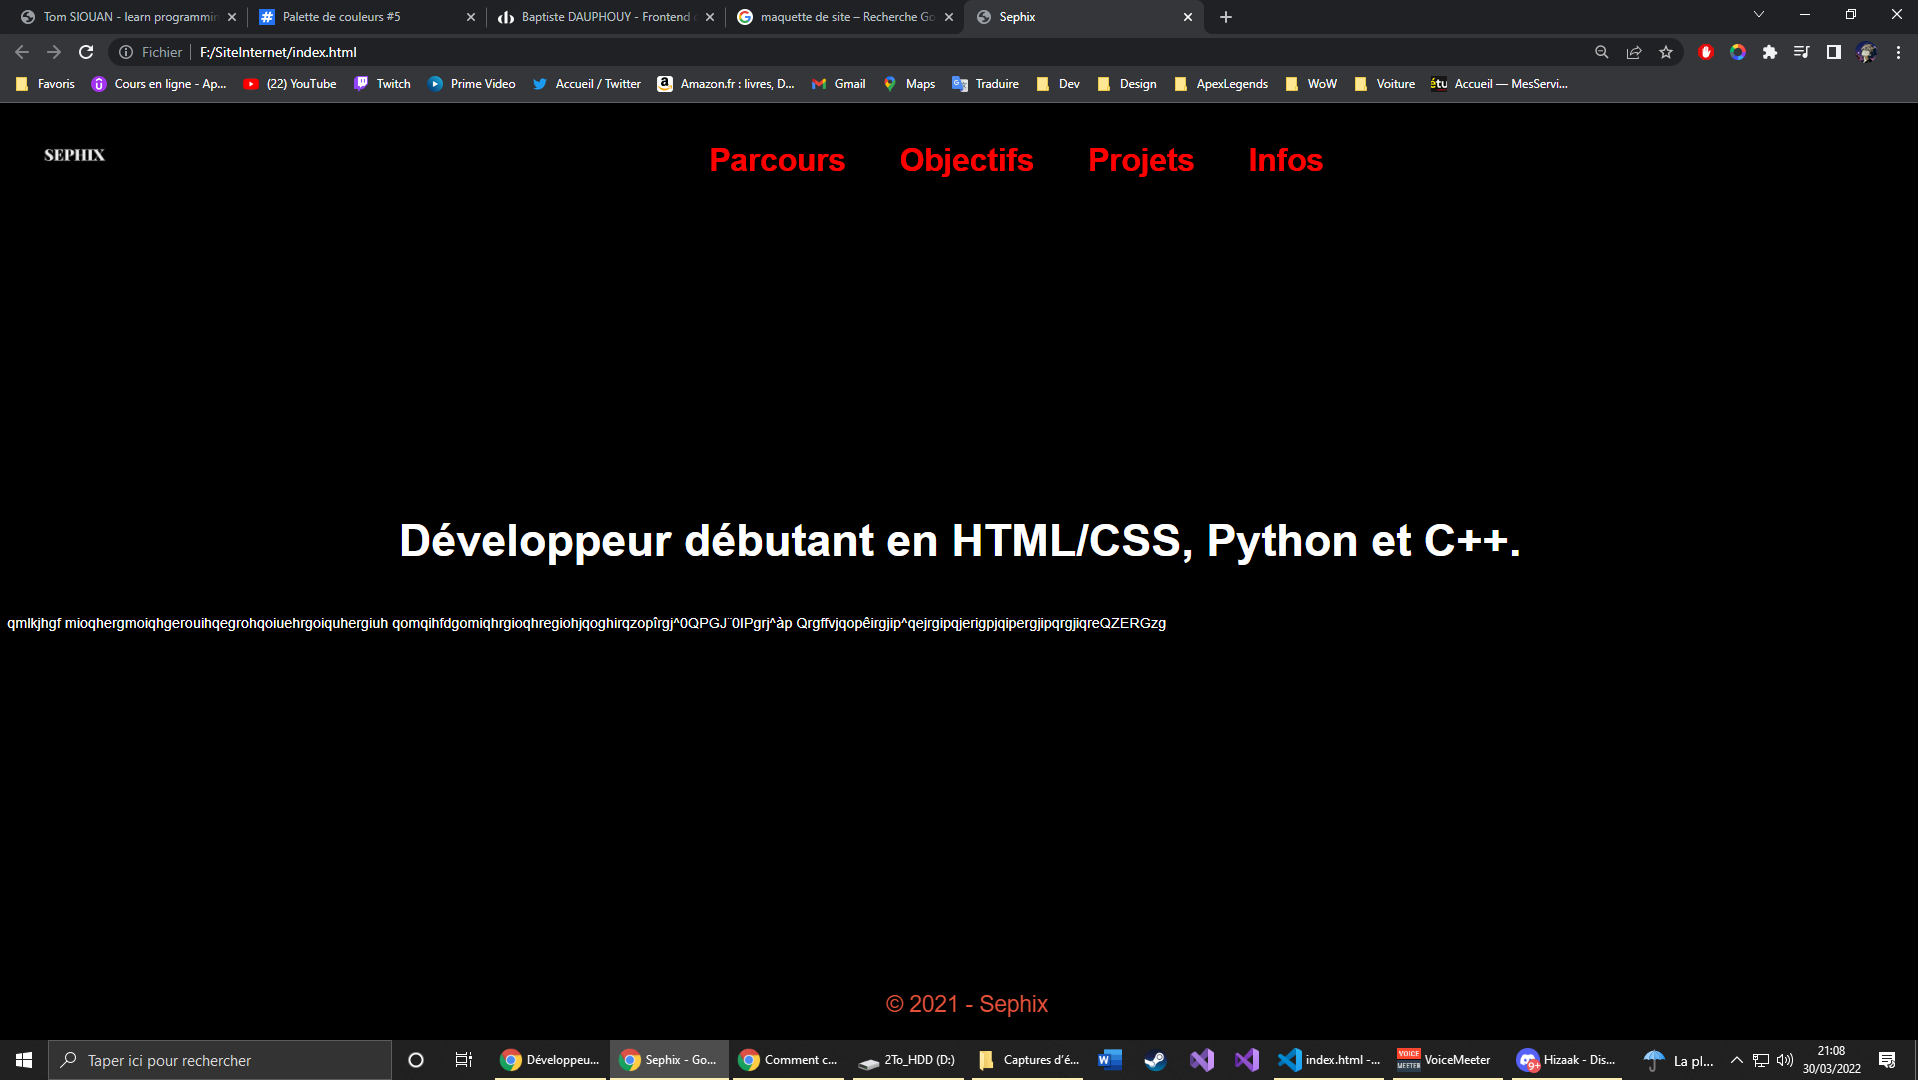 Tom SIOUAN - learn programmin
Palette de couleurs #5
Baptiste DAUPHOUY - Frontend
maquette de site – Recherche Go
Sephix
Fichier
F:/SiteInternet/index.html
Favoris
Cours en ligne - Ap...
(22) YouTube
Twitch
Prime Video
Accueil / Twitter
Amazon.fr : livres, D...
Gmail
Maps
Traduire
Dev
Design
ApexLegends
WoW
Voiture
étu
Accueil — MesServi...
SEPHIX
Parcours
Objectifs
Projets
Infos
Développeur débutant en HTML/CSS, Python et C++.
qmlkjhgf mioqhergmoiqhgerouihqegrohqoiuehrgoiquhergiuh qomqihfdgomiqhrgioqhregiohjqoghirqzopîrgj^0QPGJ¨0IPgrj^àp Qrgffvjqopêirgjip^qejrgipqjerigpjqipergjipqrgjiqreQZERGzg
© 2021 - Sephix
Taper ici pour rechercher
Développeu...
Sephix - Go...
Comment c...
2To_HDD (D:)
Captures d'é...
index.html -...
VOICE
MEETER
VoiceMeeter
9+
Hizaak - Dis...
La pl...
21:08
30/03/2022